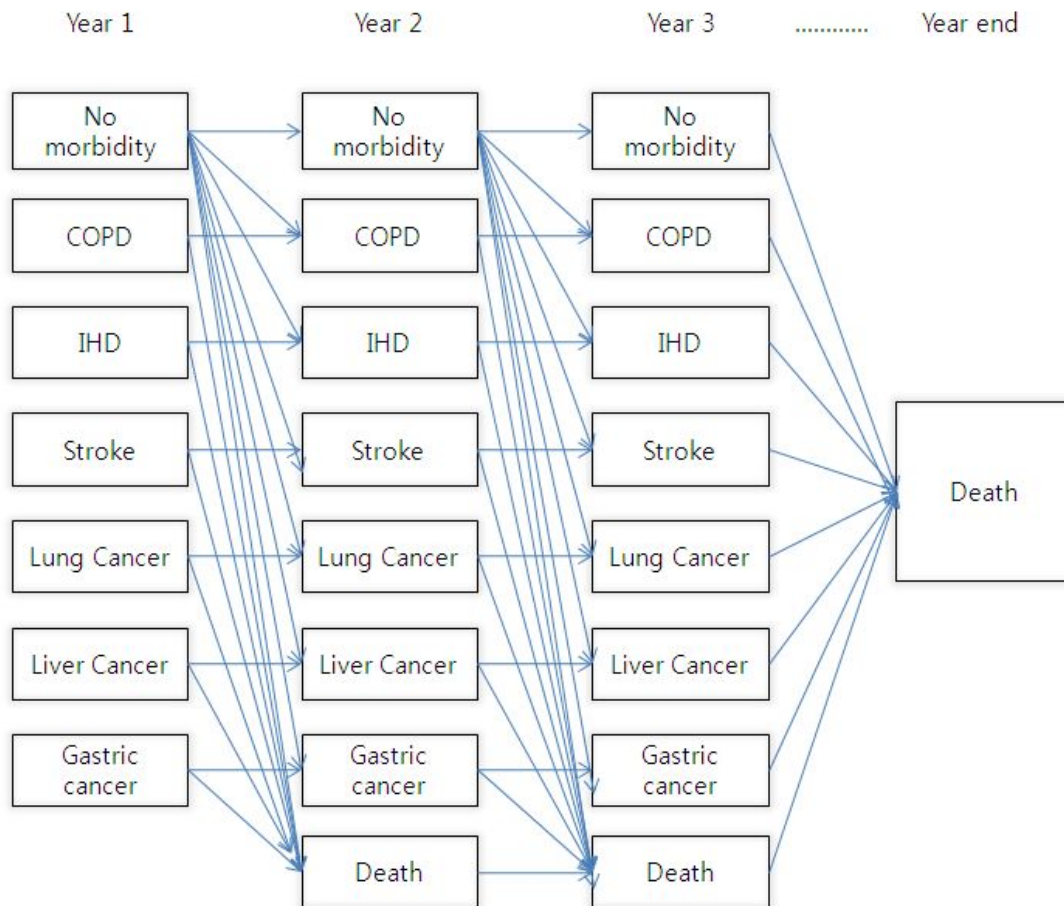 Year 1
Year 2
Year 3
............
Year end
No
morbidity
No
morbidity
No
morbidity
COPD
COPD
COPD
IHD
IHD
IHD
Stroke
Stroke
Stroke
Death
Lung Cancer
Lung Cancer
Lung Cancer
Liver Cancer
Liver Cancer
Liver Cancer
Gastric
cancer
Gastric
cancer
Gastric
cancer
Death
Death